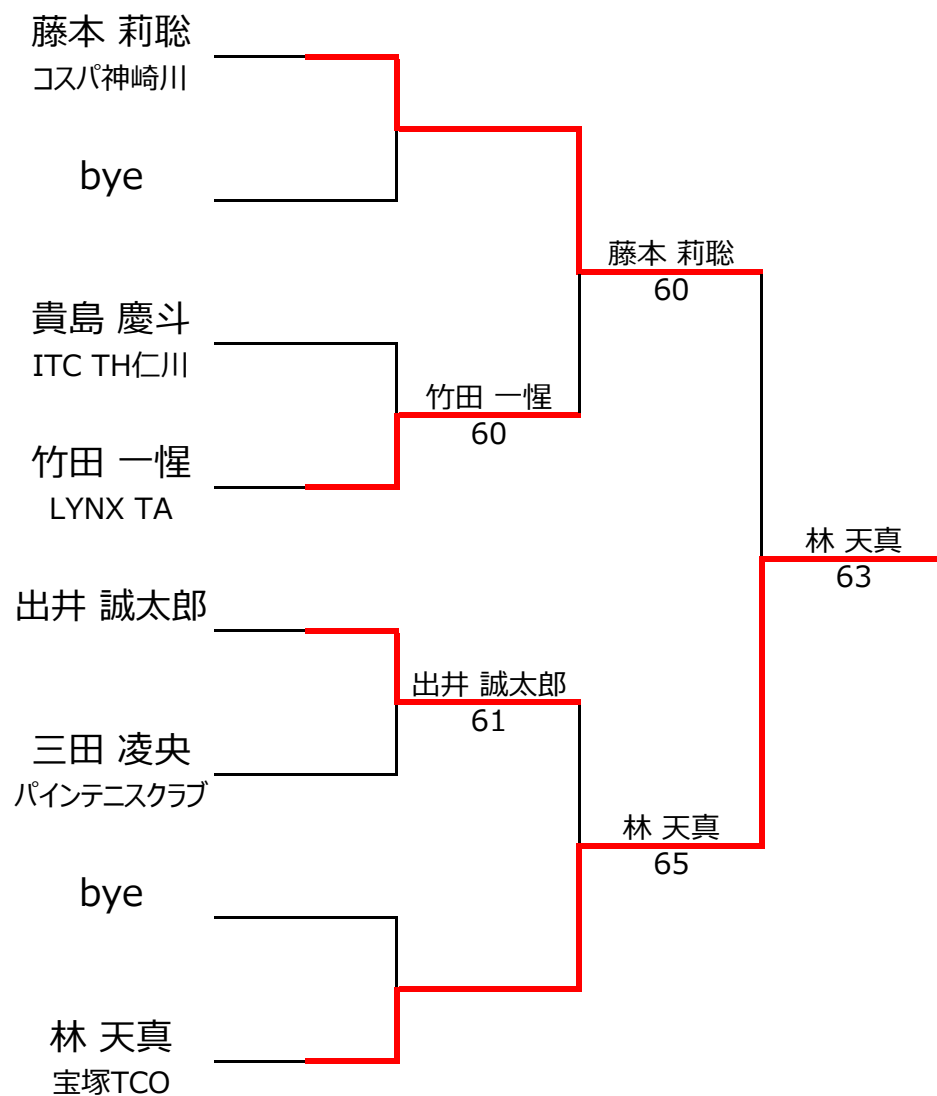 藤本 莉聡
コスパ神崎川
bye
貴島 慶斗
ITC TH仁川
竹田 一惺
LYNX TA
出井 誠太郎
三田 凌央
パインテニスクラブ
bye
林 天真
宝塚TCO
竹田 一惺
60
出井 誠太郎
61
藤本 莉聡
60
林 天真
65
林 天真
63